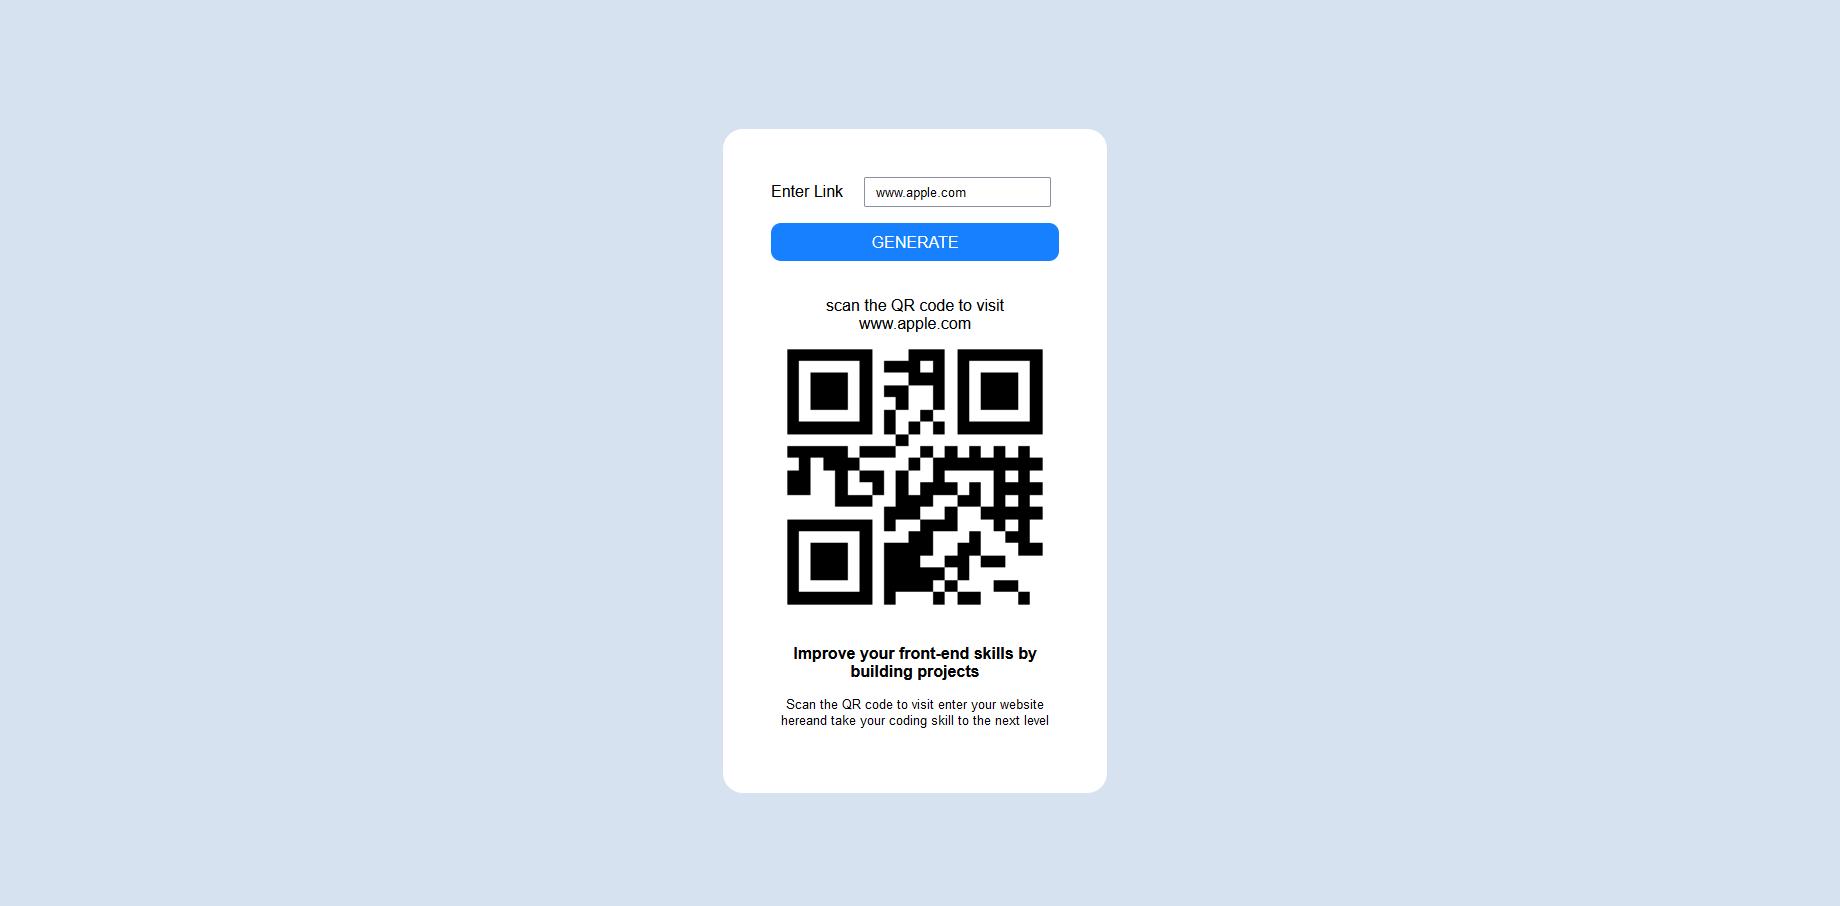 Enter Link www.apple.com
GENERATE
scan the QR code to visit
www.apple.com
Improve your front-end skills by
building projects
Scan the QR code to visit enter your website
hereand take your coding skill to the next level